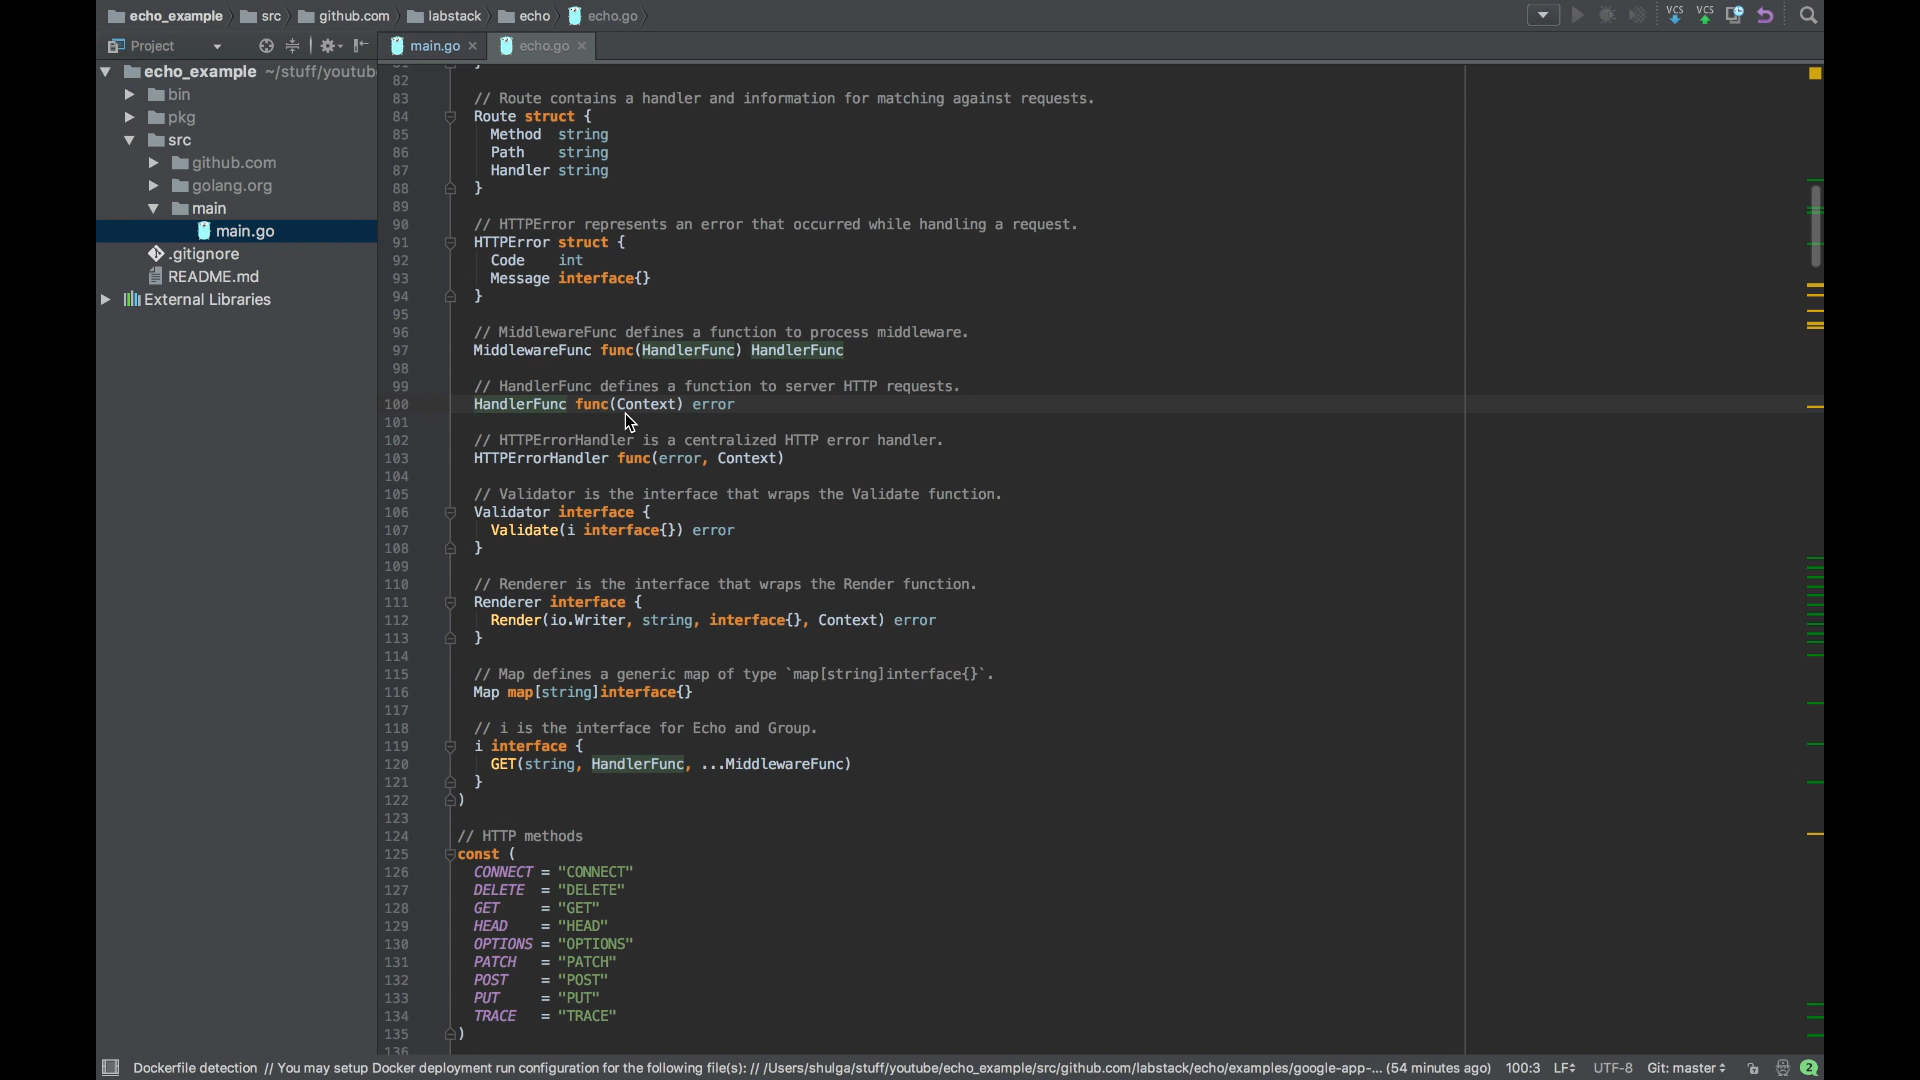 echo_example src github.com labstack echo echo.go
VCS VCS
Project
main.go echo.go
echo_example ~/stuff/youtub
bin
pkg
src
github.com
golang.org
main
main.go
.gitignore
README.md
External Libraries
82
83 // Route contains a handler and information for matching against requests.
84 Route struct {
85 Method string
86 Path string
87 Handler string
88 }
89
90 // HTTPError represents an error that occurred while handling a request.
91 HTTPError struct {
92 Code int
93 Message interface{}
94 }
95
96 // MiddlewareFunc defines a function to process middleware.
97 MiddlewareFunc func(HandlerFunc) HandlerFunc
98
99 // HandlerFunc defines a function to server HTTP requests.
100 HandlerFunc func(Context) error
101
102 // HTTPErrorHandler is a centralized HTTP error handler.
103 HTTPErrorHandler func(error, Context)
104
105 // Validator is the interface that wraps the Validate function.
106 Validator interface {
107 Validate(i interface{}) error
108 }
109
110 // Renderer is the interface that wraps the Render function.
111 Renderer interface {
112 Render(io.Writer, string, interface{}, Context) error
113 }
114
115 // Map defines a generic map of type `map[string]interface{}`.
116 Map map[string]interface{}
117
118 // i is the interface for Echo and Group.
119 i interface {
120 GET(string, HandlerFunc, ...MiddlewareFunc)
121 }
122 )
123
124 // HTTP methods
125 const (
126 CONNECT = "CONNECT"
127 DELETE = "DELETE"
128 GET = "GET"
129 HEAD = "HEAD"
130 OPTIONS = "OPTIONS"
131 PATCH = "PATCH"
132 POST = "POST"
133 PUT = "PUT"
134 TRACE = "TRACE"
135 )
136
Dockerfile detection // You may setup Docker deployment run configuration for the following file(s): // /Users/shulga/stuff/youtube/echo_example/src/github.com/labstack/echo/examples/google-app-... (54 minutes ago) 100:3 LF UTF-8 Git: master 2